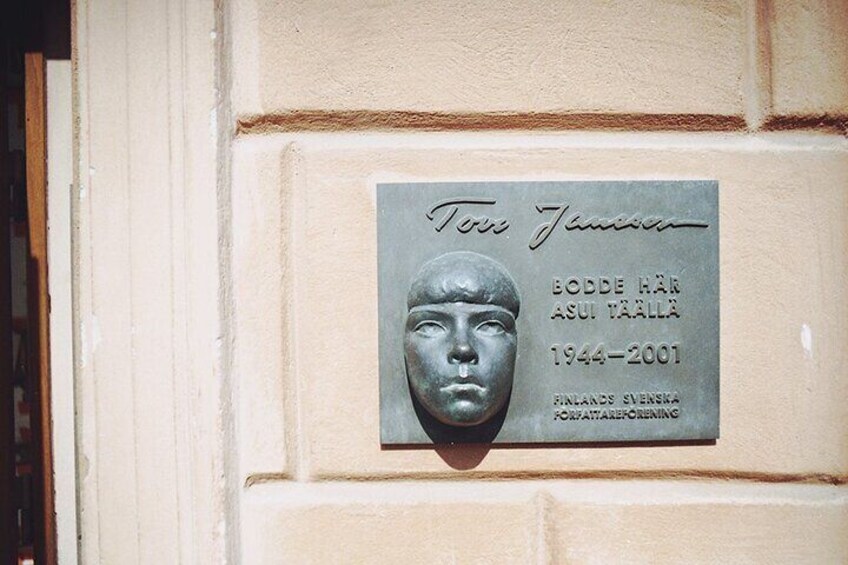 Tove Jansson
BODDE HÄR
ASUI TÄÄLLÄ
1944–2001
FINLANDS SVENSKA
FÖRFATTAREFÖRENING